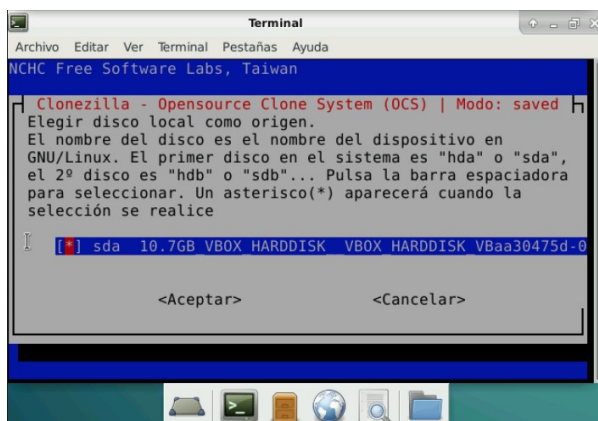 Terminal
Archivo Editar Ver Terminal Pestañas Ayuda
NCHC Free Software Labs, Taiwan
Clonezilla - Opensource Clone System (OCS) | Modo: saved
Elegir disco local como origen.
El nombre del disco es el nombre del dispositivo en
GNU/Linux. El primer disco en el sistema es "hda" o "sda",
el 2º disco es "hdb" o "sdb"... Pulsa la barra espaciadora
para seleccionar. Un asterisco(*) aparecerá cuando la
selección se realice
[*] sda 10.7GB_VBOX_HARDDISK__VBOX_HARDDISK_VBaa30475d-0
<Aceptar> <Cancelar>